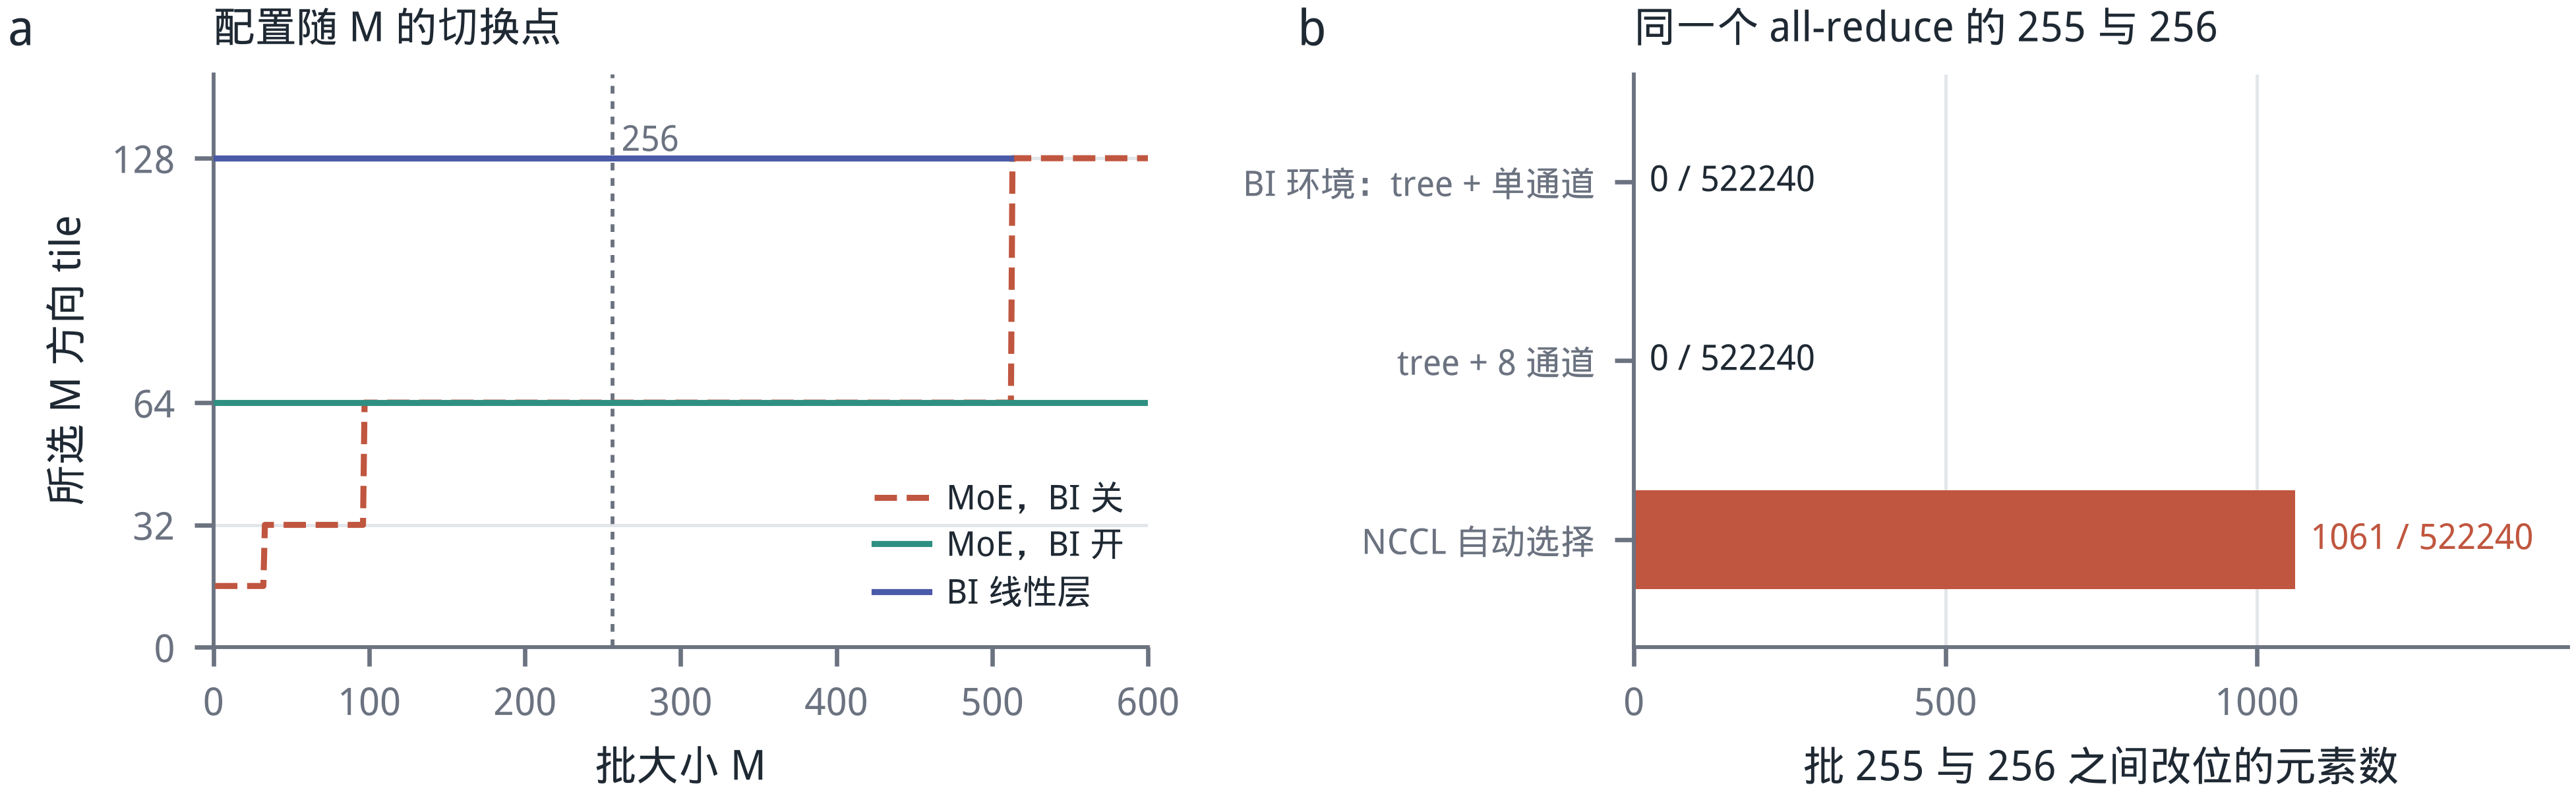 a
配置随 M 的切换点
所选 M 方向 tile
128
64
32
0
256
MoE，BI 关
MoE，BI 开
BI 线性层
0 100 200 300 400 500 600
批大小 M
b
同一个 all-reduce 的 255 与 256
BI 环境：tree + 单通道
0 / 522240
tree + 8 通道
0 / 522240
NCCL 自动选择
1061 / 522240
0 500 1000
批 255 与 256 之间改位的元素数